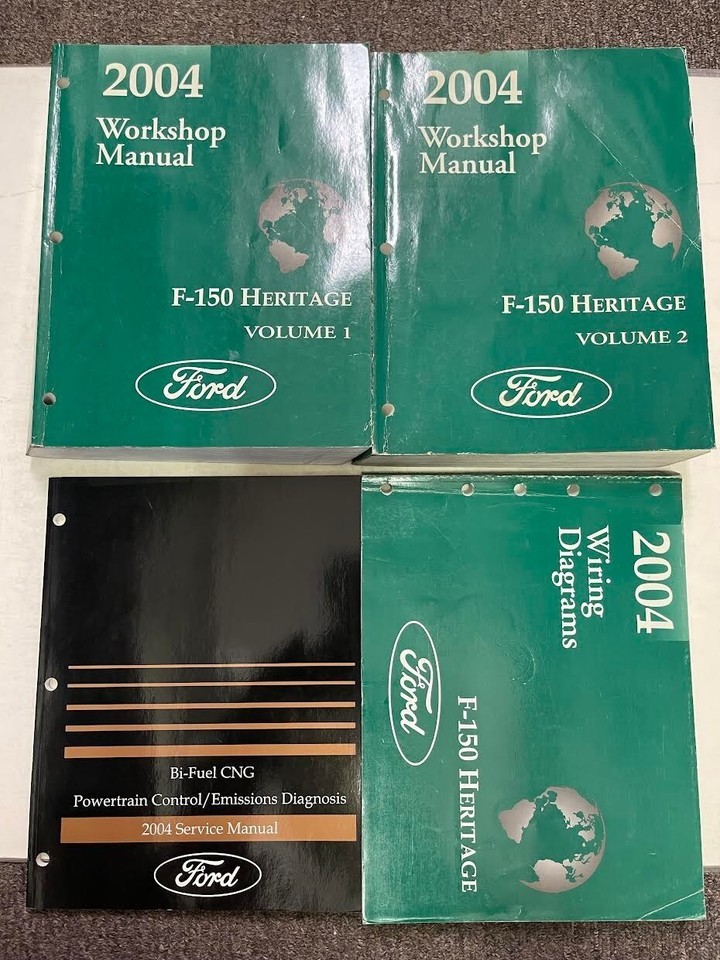 2004
Workshop
Manual
F-150 HERITAGE
VOLUME 1
Ford
2004
Workshop
Manual
F-150 HERITAGE
VOLUME 2
Ford
Bi-Fuel CNG
Powertrain Control/Emissions Diagnosis
2004 Service Manual
Ford
2004
Wiring
Diagrams
F-150 HERITAGE
Ford